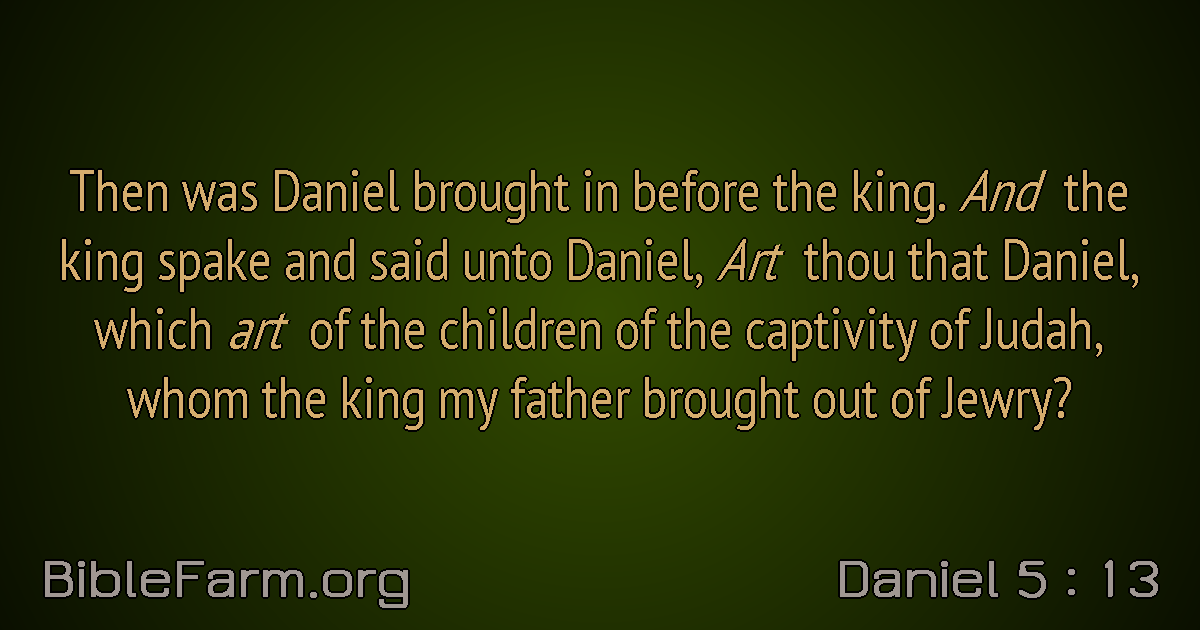 Then was Daniel brought in before the king. And the
king spake and said unto Daniel, Art thou that Daniel,
which art of the children of the captivity of Judah,
whom the king my father brought out of Jewry?
BibleFarm.org
Daniel 5 : 13